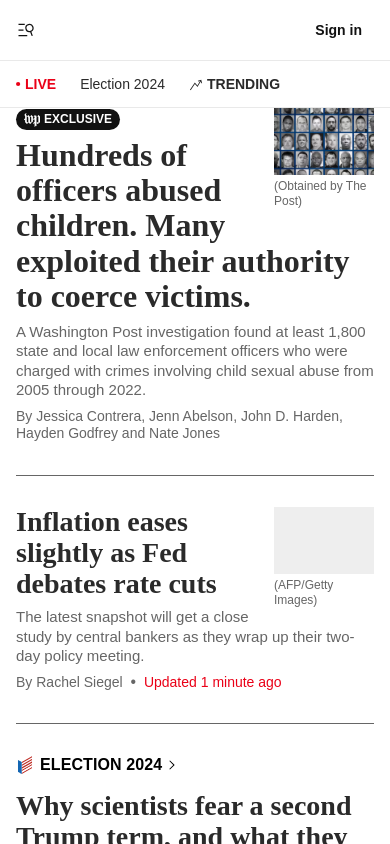 Sign in
LIVE
Election 2024
TRENDING
wp EXCLUSIVE
Hundreds of
officers abused
children. Many
exploited their authority
to coerce victims.
(Obtained by The
Post)
A Washington Post investigation found at least 1,800
state and local law enforcement officers who were
charged with crimes involving child sexual abuse from
2005 through 2022.
By Jessica Contrera, Jenn Abelson, John D. Harden,
Hayden Godfrey and Nate Jones
Inflation eases
slightly as Fed
debates rate cuts
(AFP/Getty
Images)
The latest snapshot will get a close
study by central bankers as they wrap up their two-
day policy meeting.
By Rachel Siegel • Updated 1 minute ago
ELECTION 2024
Why scientists fear a second
Trump term, and what they